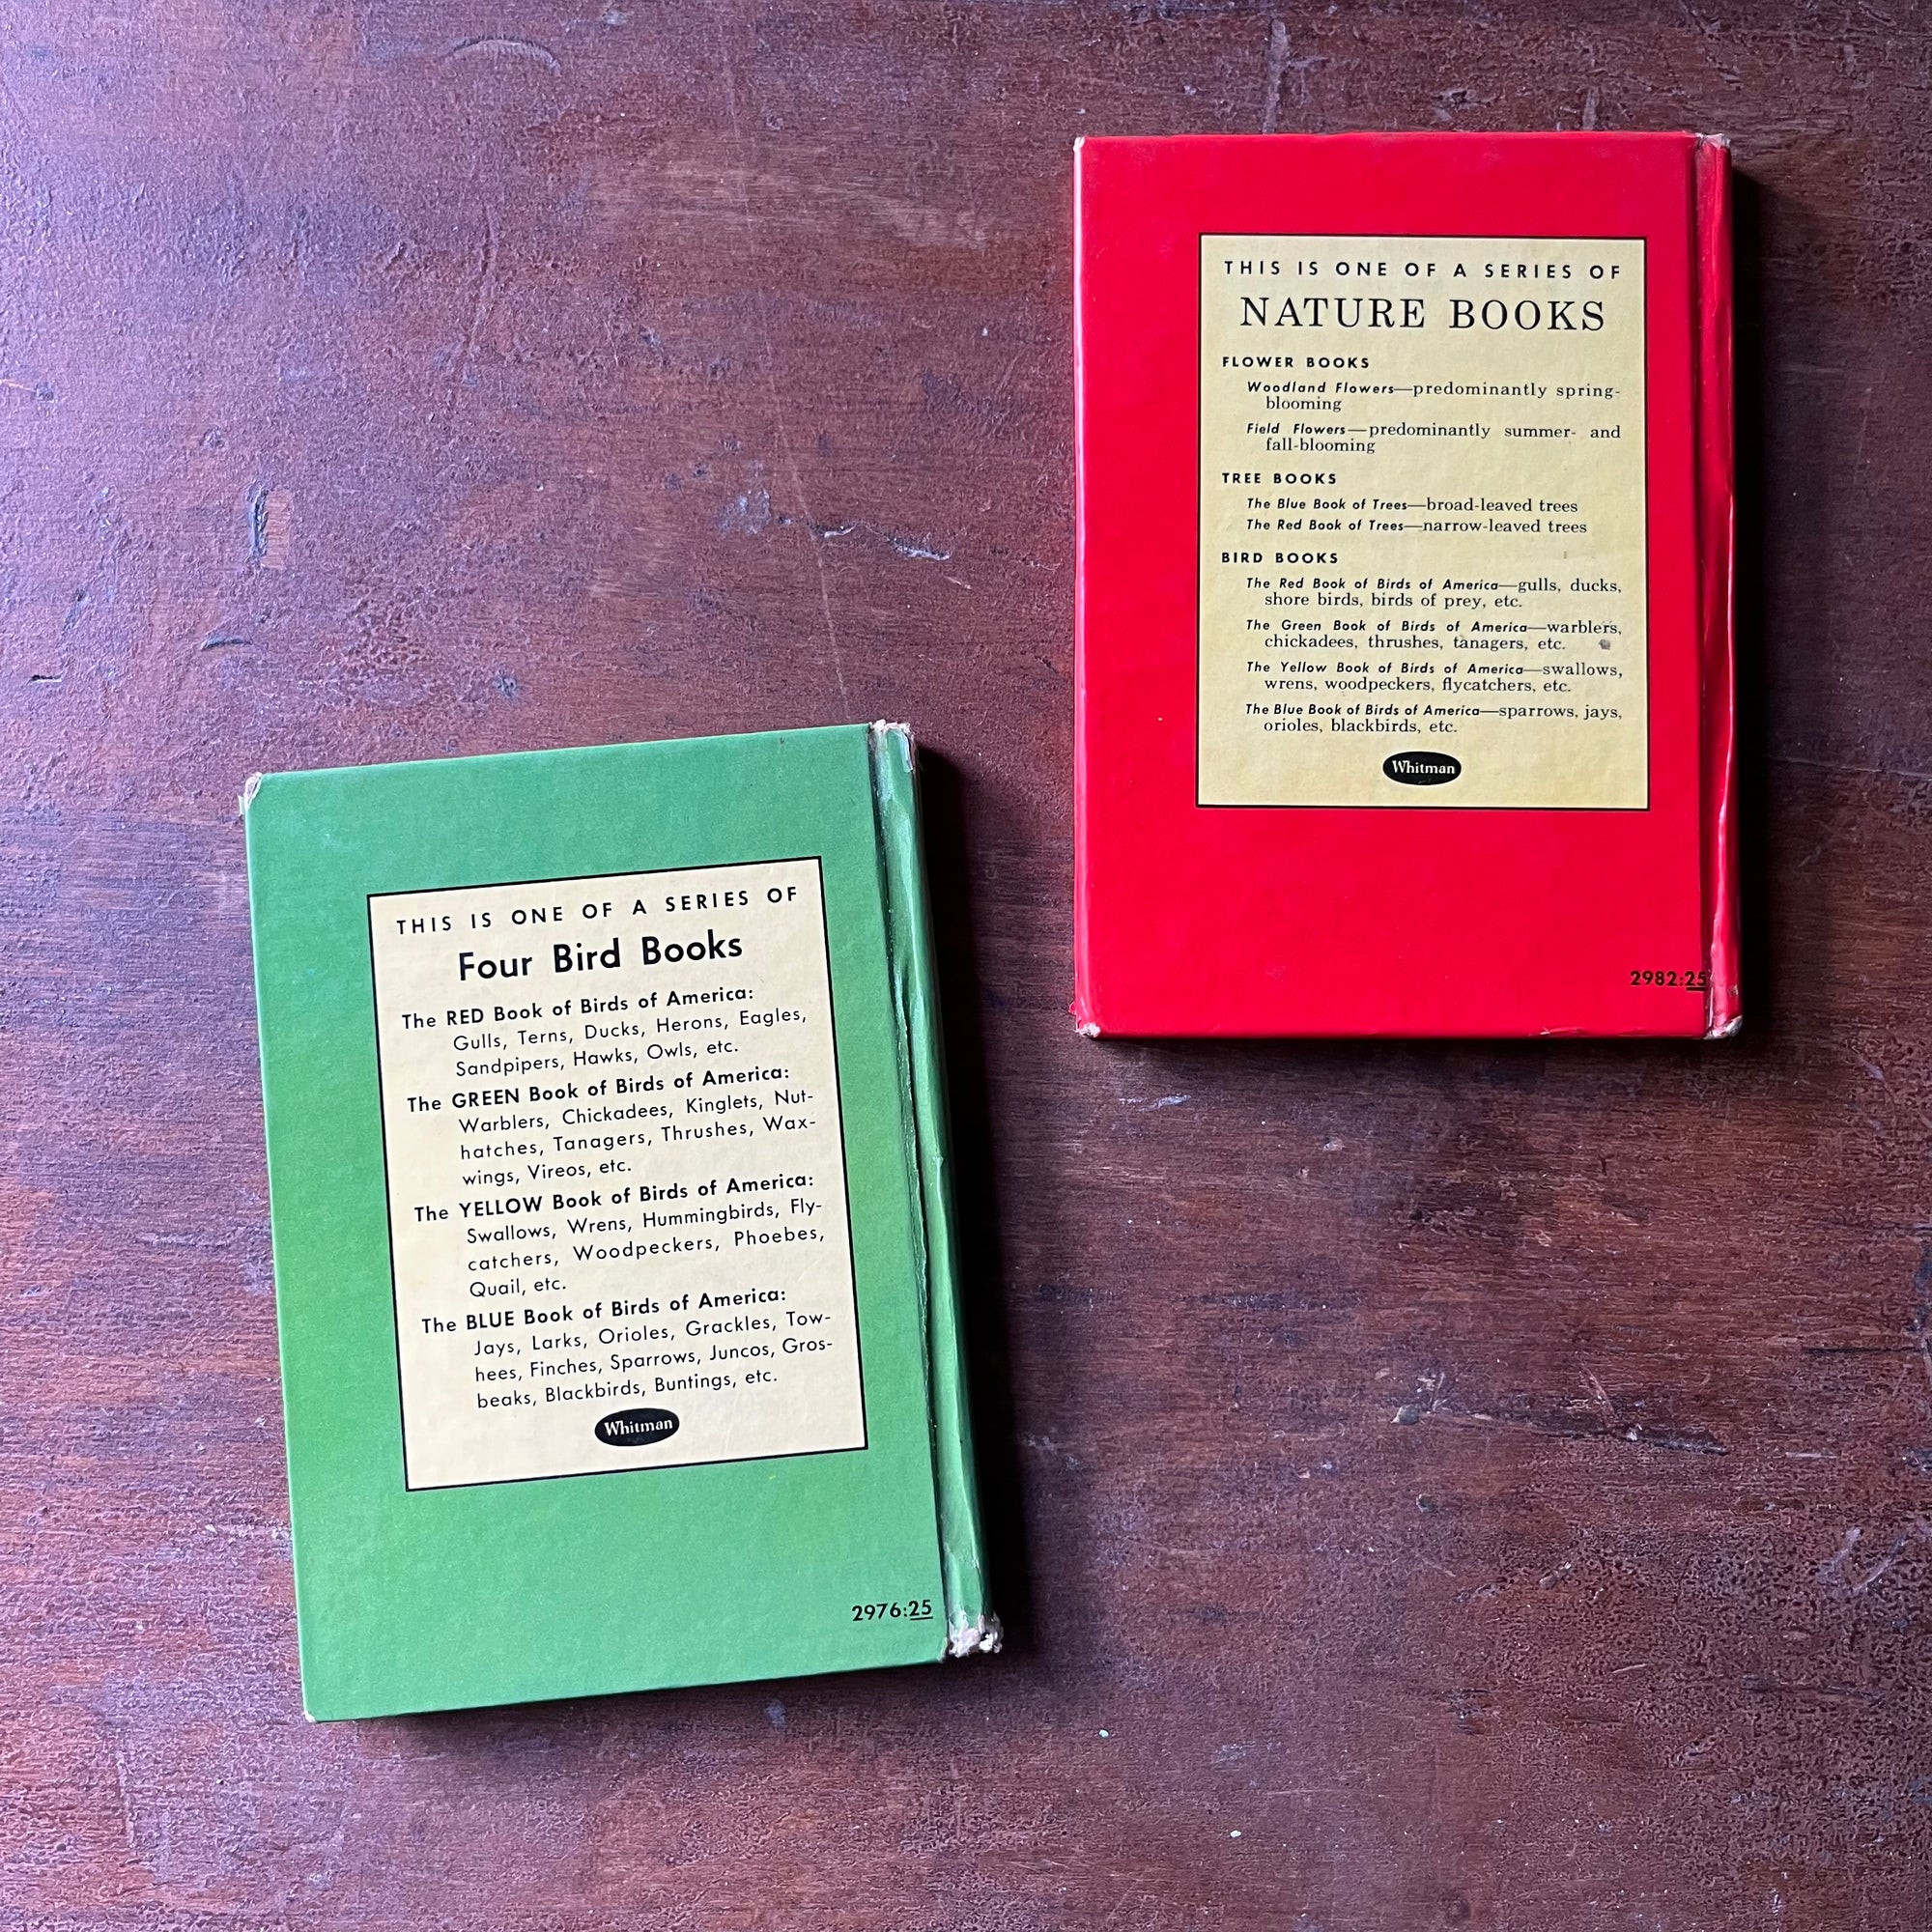 THIS IS ONE OF A SERIES OF
NATURE BOOKS
FLOWER BOOKS
Woodland Flowers—predominantly spring-
blooming
Field Flowers—predominantly summer- and
fall-blooming
TREE BOOKS
The Blue Book of Trees—broad-leaved trees
The Red Book of Trees—narrow-leaved trees
BIRD BOOKS
The Red Book of Birds of America—gulls, ducks,
shore birds, birds of prey, etc.
The Green Book of Birds of America—warblers,
chickadees, thrushes, tanagers, etc.
The Yellow Book of Birds of America—swallows,
wrens, woodpeckers, flycatchers, etc.
The Blue Book of Birds of America—sparrows, jays,
orioles, blackbirds, etc.
Whitman
2982:25
THIS IS ONE OF A SERIES OF
Four Bird Books
The RED Book of Birds of America:
Gulls, Terns, Ducks, Herons, Eagles,
Sandpipers, Hawks, Owls, etc.
The GREEN Book of Birds of America:
Warblers, Chickadees, Kinglets, Nut-
hatches, Tanagers, Thrushes, Wax-
wings, Vireos, etc.
The YELLOW Book of Birds of America:
Swallows, Wrens, Hummingbirds, Fly-
catchers, Woodpeckers, Phoebes,
Quail, etc.
The BLUE Book of Birds of America:
Jays, Larks, Orioles, Grackles, Tow-
hees, Finches, Sparrows, Juncos, Gros-
beaks, Blackbirds, Buntings, etc.
Whitman
2976:25